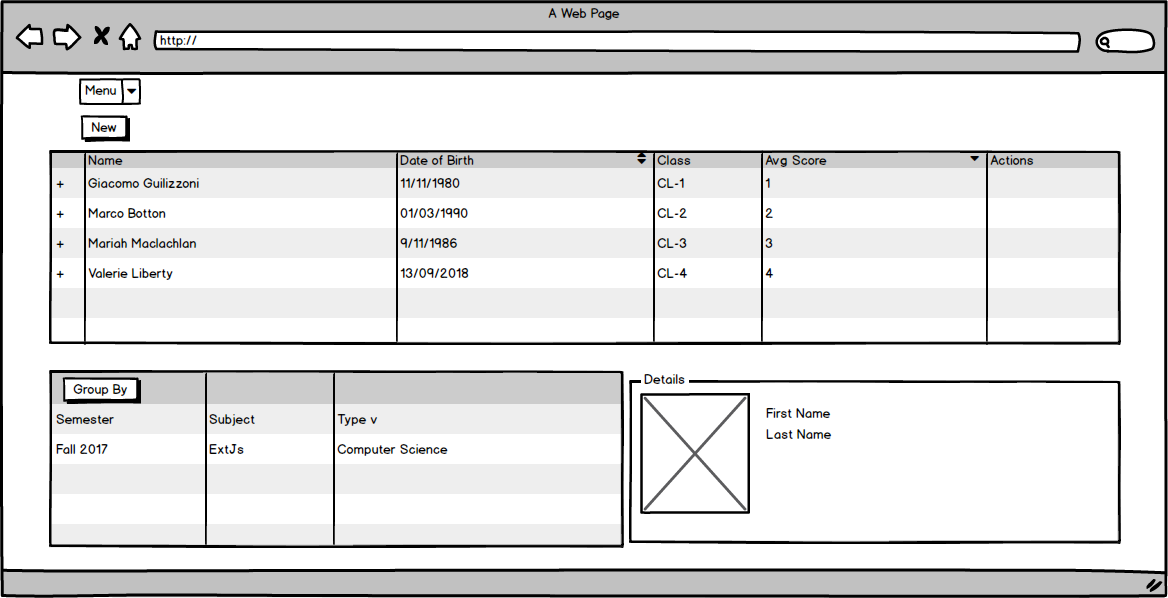 A Web Page
http://
Menu
New
Name Date of Birth Class Avg Score Actions
+ Giacomo Guilizzoni 11/11/1980 CL-1 1
+ Marco Botton 01/03/1990 CL-2 2
+ Mariah Maclachlan 9/11/1986 CL-3 3
+ Valerie Liberty 13/09/2018 CL-4 4
Group By
Semester Subject Type v
Fall 2017 ExtJs Computer Science
Details
First Name
Last Name